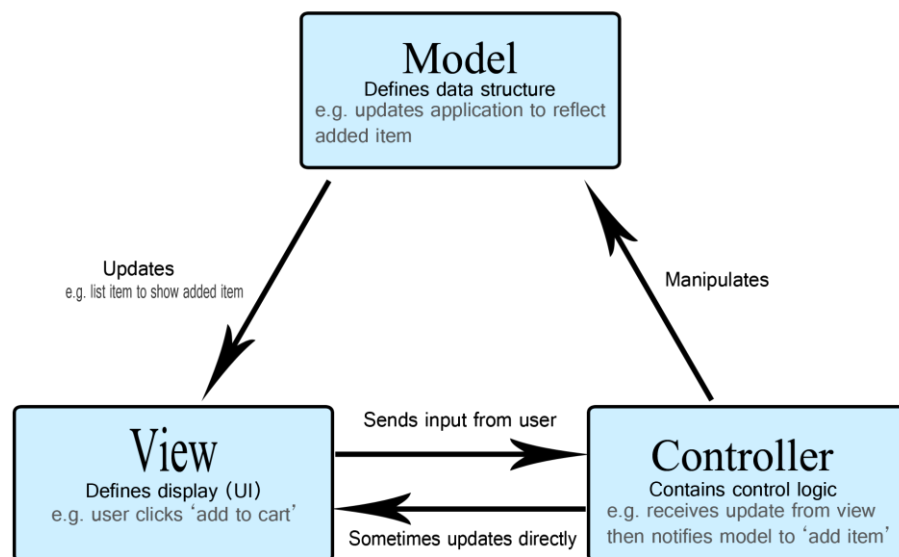 Model
Defines data structure
e.g. updates application to reflect
added item
Updates
e.g. list item to show added item
Manipulates
View
Defines display (UI)
e.g. user clicks ‘add to cart’
Sends input from user
Sometimes updates directly
Controller
Contains control logic
e.g. receives update from view
then notifies model to ‘add item’